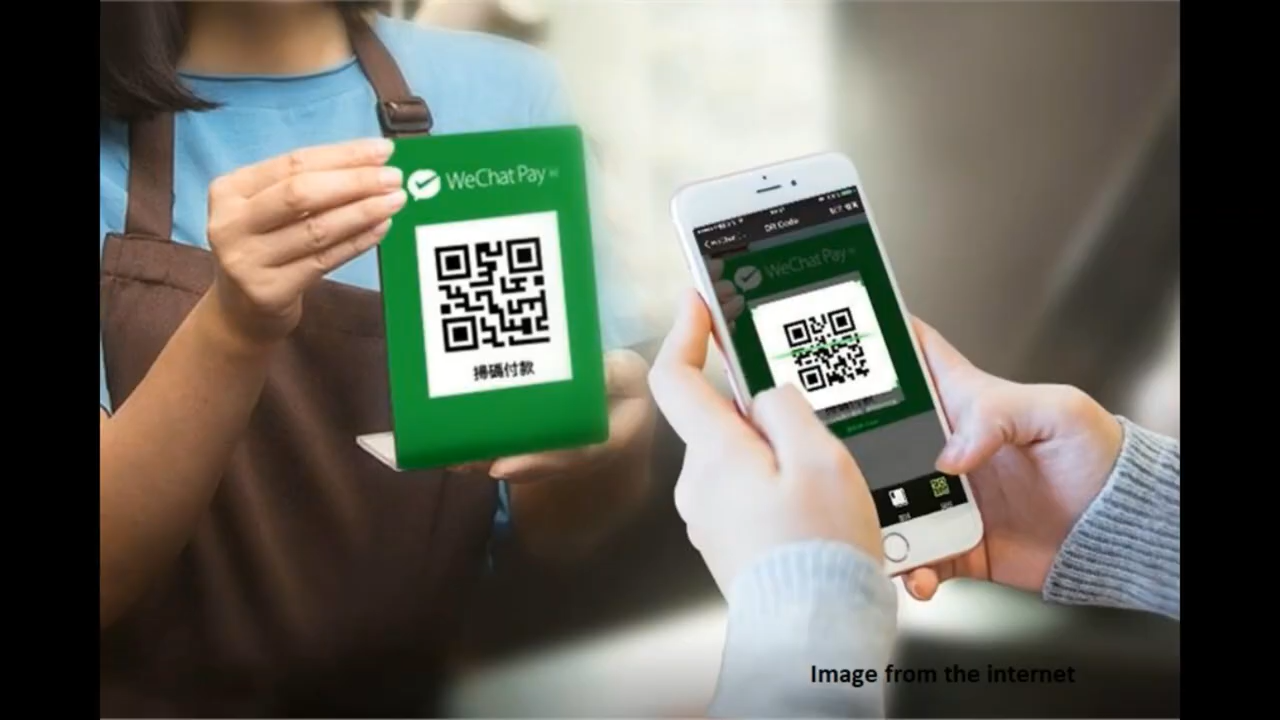 WeChat Pay
掃碼付款
QR Code
WeChat Pay
Image from the internet